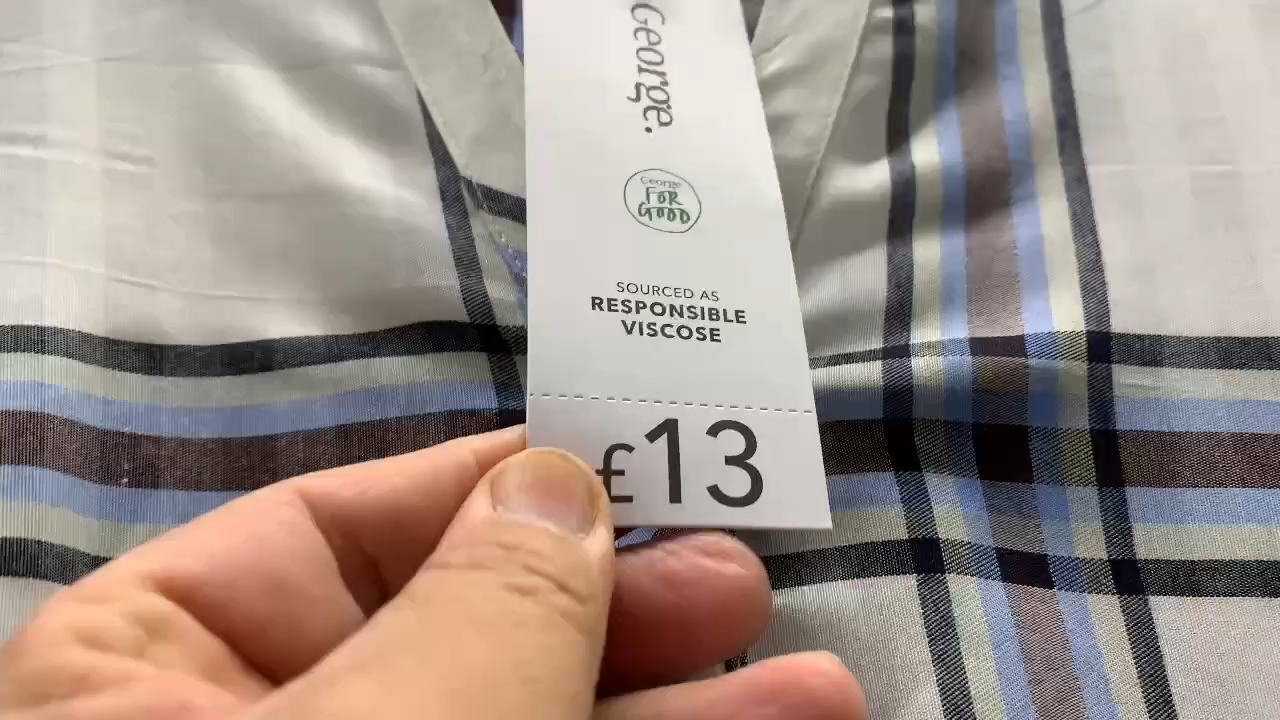 George.
George
FOR
GOOD
SOURCED AS
RESPONSIBLE
VISCOSE
£13